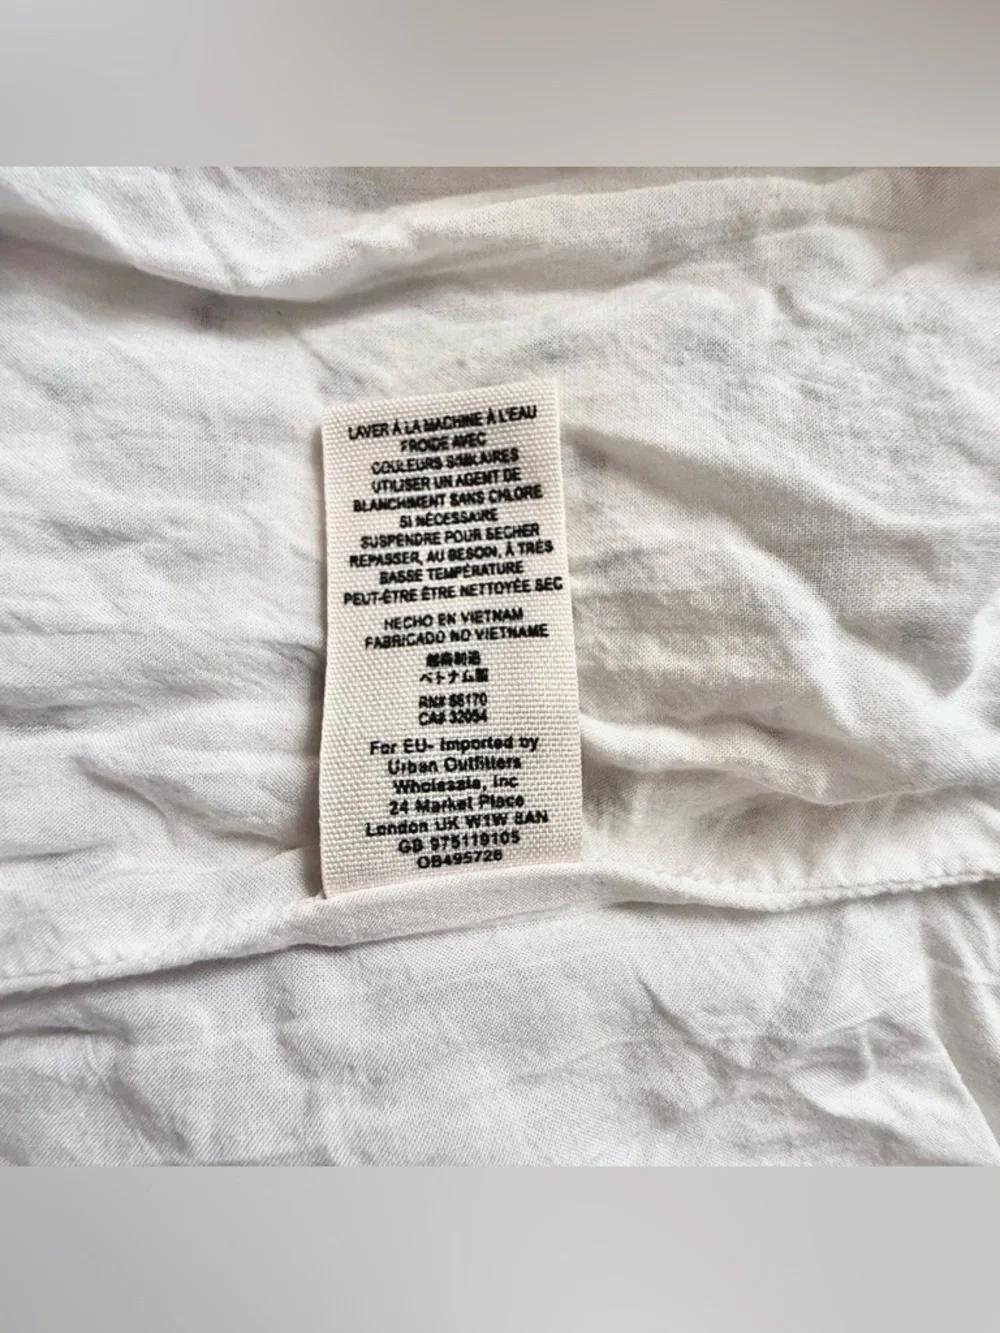 LAVER À LA MACHINE À L'EAU
FROIDE AVEC
COULEURS SIMILAIRES
UTILISER UN AGENT DE
BLANCHIMENT SANS CHLORE
SI NÉCESSAIRE
SUSPENDRE POUR SECHER
REPASSER, AU BESOIN, À TRÈS
BASSE TEMPÉRATURE
PEUT-ÊTRE ÊTRE NETTOYÉE SEC
HECHO EN VIETNAM
FABRICADO NO VIETNAME
越南制造
ベトナム製
RN# 66170
CA# 32054
For EU- Imported by
Urban Outfitters
Wholesale, Inc
24 Market Place
London UK W1W 8AN
GB 975119105
OB495726